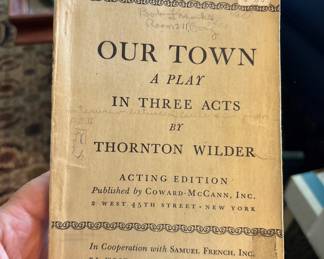 OUR TOWN
A PLAY
IN THREE ACTS
BY
THORNTON WILDER
ACTING EDITION
Published by COWARD-MCCANN, INC.
2 WEST 45TH STREET · NEW YORK
In Cooperation with SAMUEL FRENCH, INC.